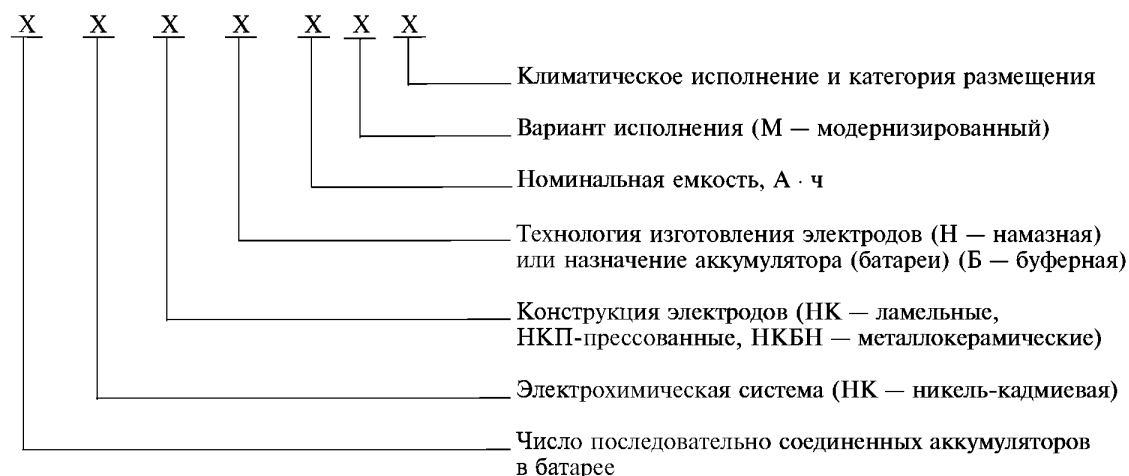 X X X X X X X
Климатическое исполнение и категория размещения
Вариант исполнения (М — модернизированный)
Номинальная емкость, А · ч
Технология изготовления электродов (Н — намазная)
или назначение аккумулятора (батареи) (Б — буферная)
Конструкция электродов (НК — ламельные,
НКП-прессованные, НКБН — металлокерамические)
Электрохимическая система (НК — никель-кадмиевая)
Число последовательно соединенных аккумуляторов
в батарее